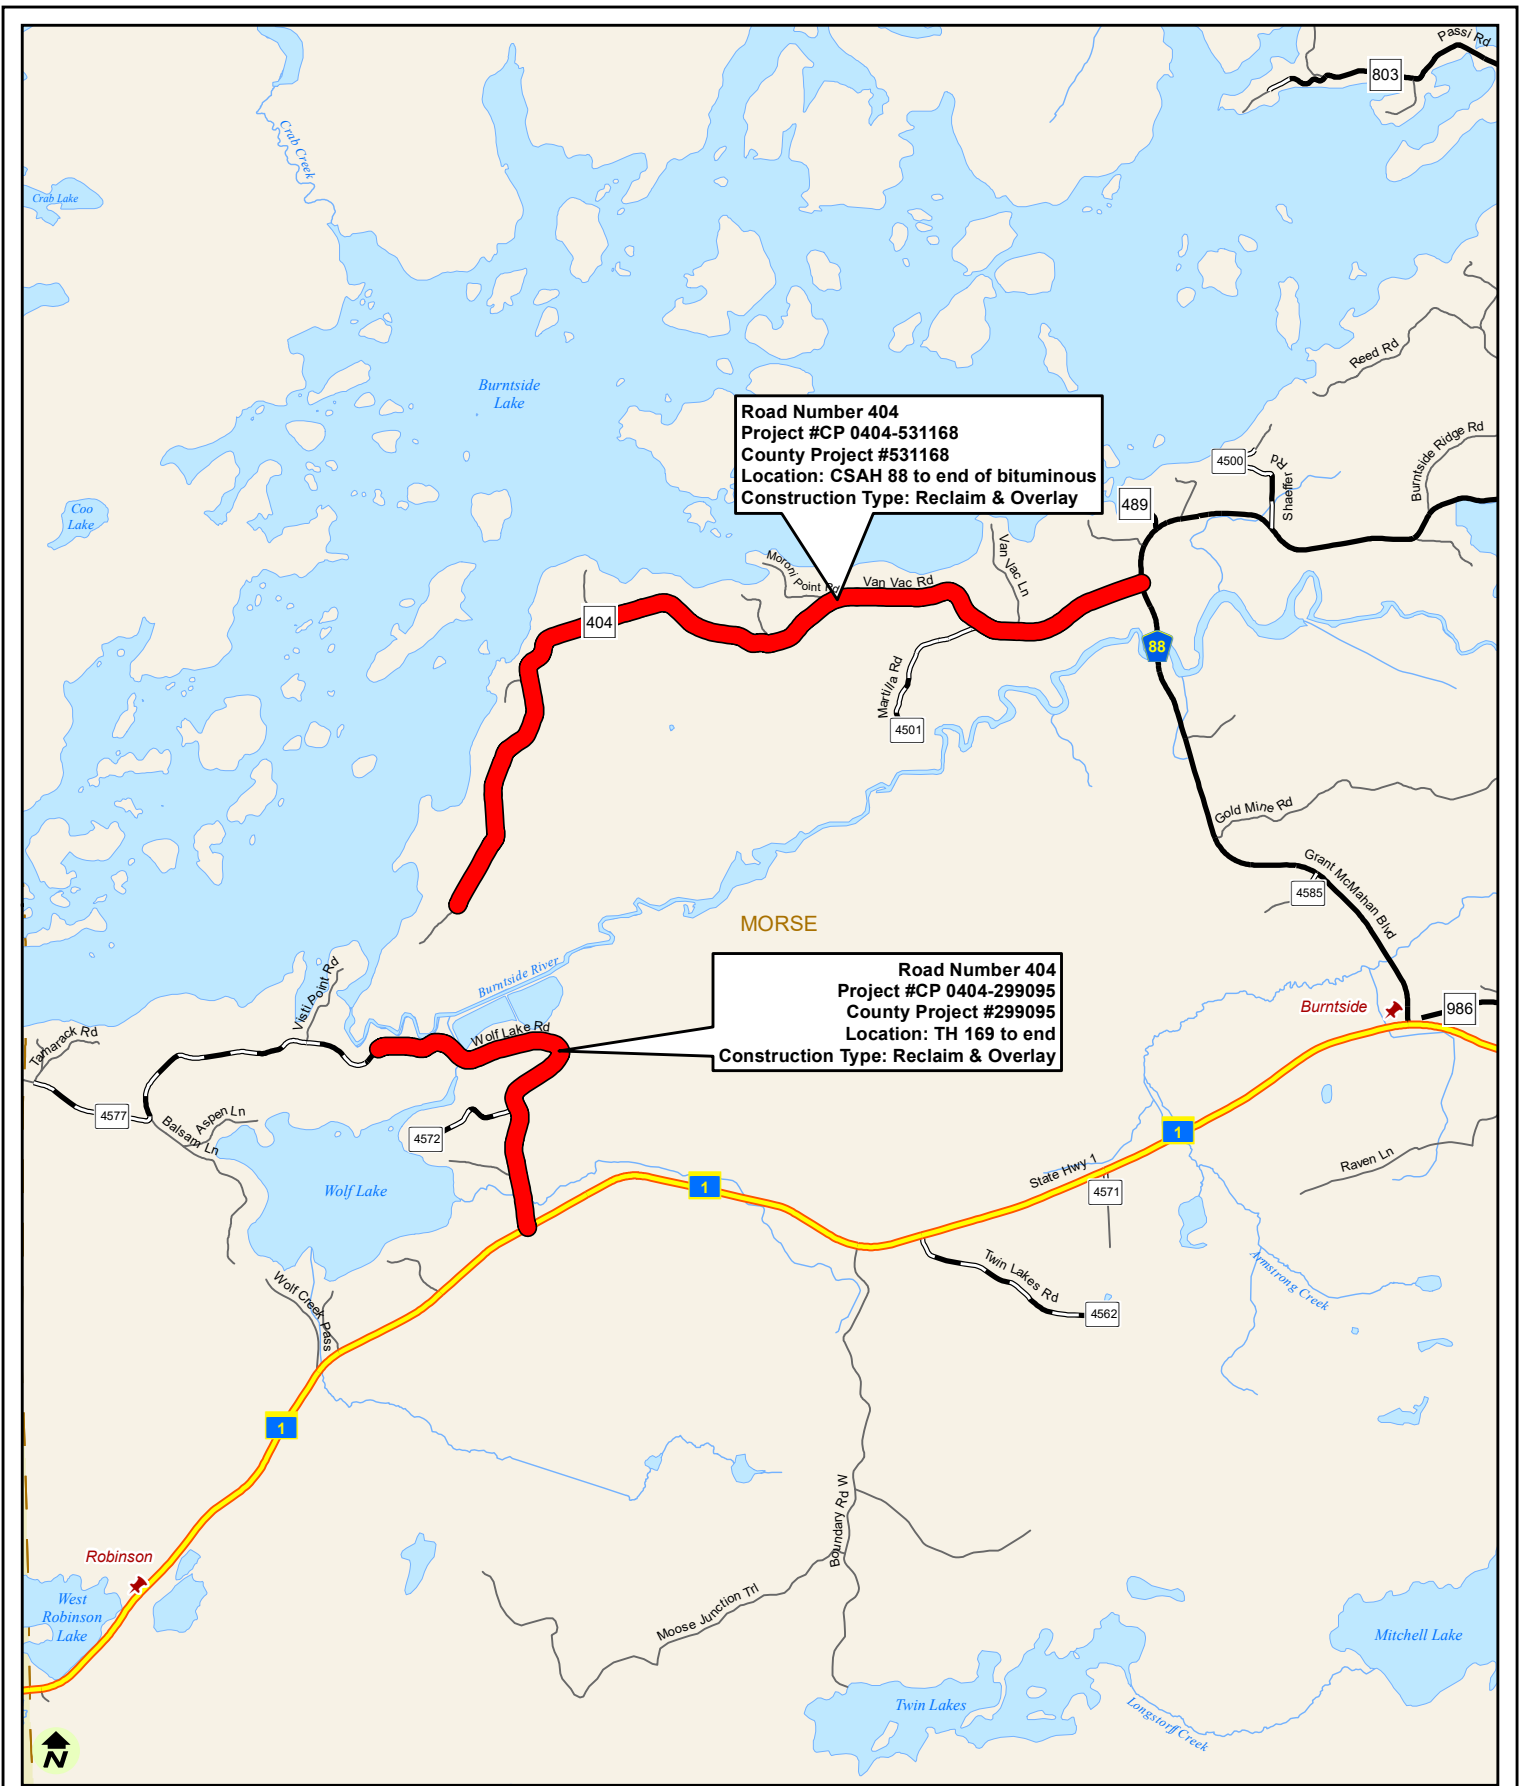 Passi Rd
803
Crab Creek
Crab Lake
Reed Rd
Burntside
Lake
Road Number 404
Project #CP 0404-531168
County Project #531168
Location: CSAH 88 to end of bituminous
Construction Type: Reclaim & Overlay
Burntside Ridge Rd
4500
Shaeffer Rd
489
Coo
Lake
Moroni Point Rd
Van Vac Rd
Van Vac Ln
404
88
Martilla Rd
4501
Gold Mine Rd
Grant McMahan Blvd
4585
MORSE
Burntside River
Visti Point Rd
Road Number 404
Project #CP 0404-299095
County Project #299095
Location: TH 169 to end
Construction Type: Reclaim & Overlay
Burntside
986
Wolf Lake Rd
Tamarack Rd
4577
Aspen Ln
Balsam Ln
4572
1
Raven Ln
State Hwy 1
Wolf Lake
1
4571
Twin Lakes Rd
Armstrong Creek
Wolf Creek Pass
4562
1
Boundary Rd W
Robinson
West
Robinson
Lake
Moose Junction Trl
Mitchell Lake
Twin Lakes
Longstorff Creek
N